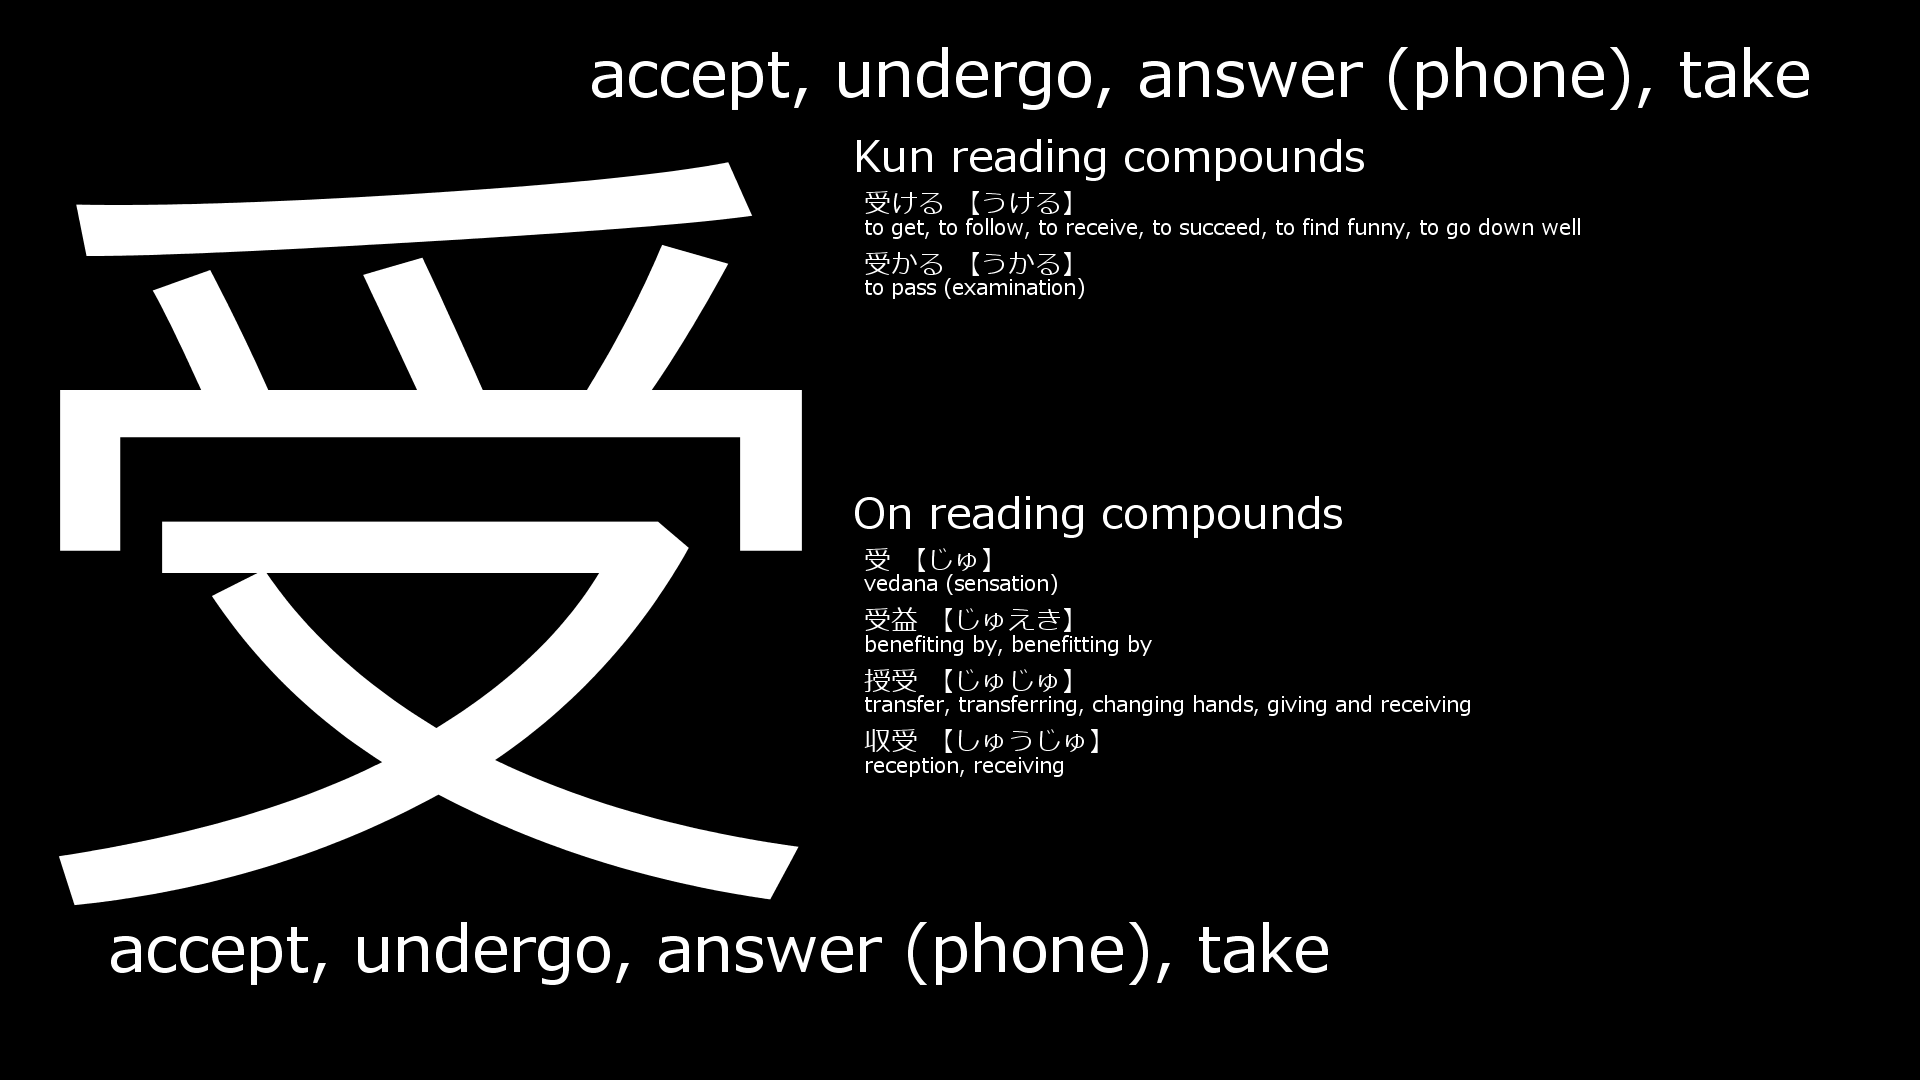 accept, undergo, answer (phone), take
受
Kun reading compounds
受ける 【うける】
to get, to follow, to receive, to succeed, to find funny, to go down well
受かる 【うかる】
to pass (examination)
On reading compounds
受 【じゅ】
vedana (sensation)
受益 【じゅえき】
benefiting by, benefitting by
授受 【じゅじゅ】
transfer, transferring, changing hands, giving and receiving
収受 【しゅうじゅ】
reception, receiving
accept, undergo, answer (phone), take